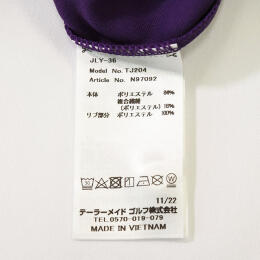 JLY-36
Model No. TJ204
Article No. N97092
本体 ポリエステル 84%
複合繊維
(ポリエステル) 16%
リブ部分 ポリエステル 100%
11/22
テーラーメイド ゴルフ株式会社
TEL.0570-019-079
MADE IN VIETNAM